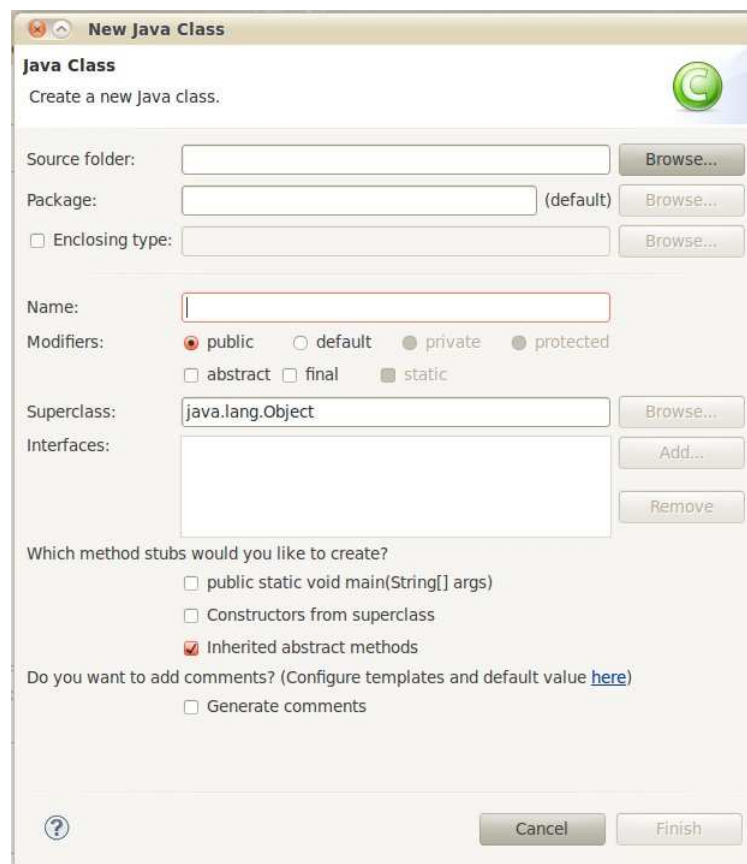 New Java Class
Java Class
Create a new Java class.
Source folder: Browse...
Package: (default) Browse...
Enclosing type: Browse...
Name:
Modifiers: public default private protected
abstract final static
Superclass: java.lang.Object Browse...
Interfaces: Add...
Remove
Which method stubs would you like to create?
public static void main(String[] args)
Constructors from superclass
Inherited abstract methods
Do you want to add comments? (Configure templates and default value here)
Generate comments
? Cancel Finish